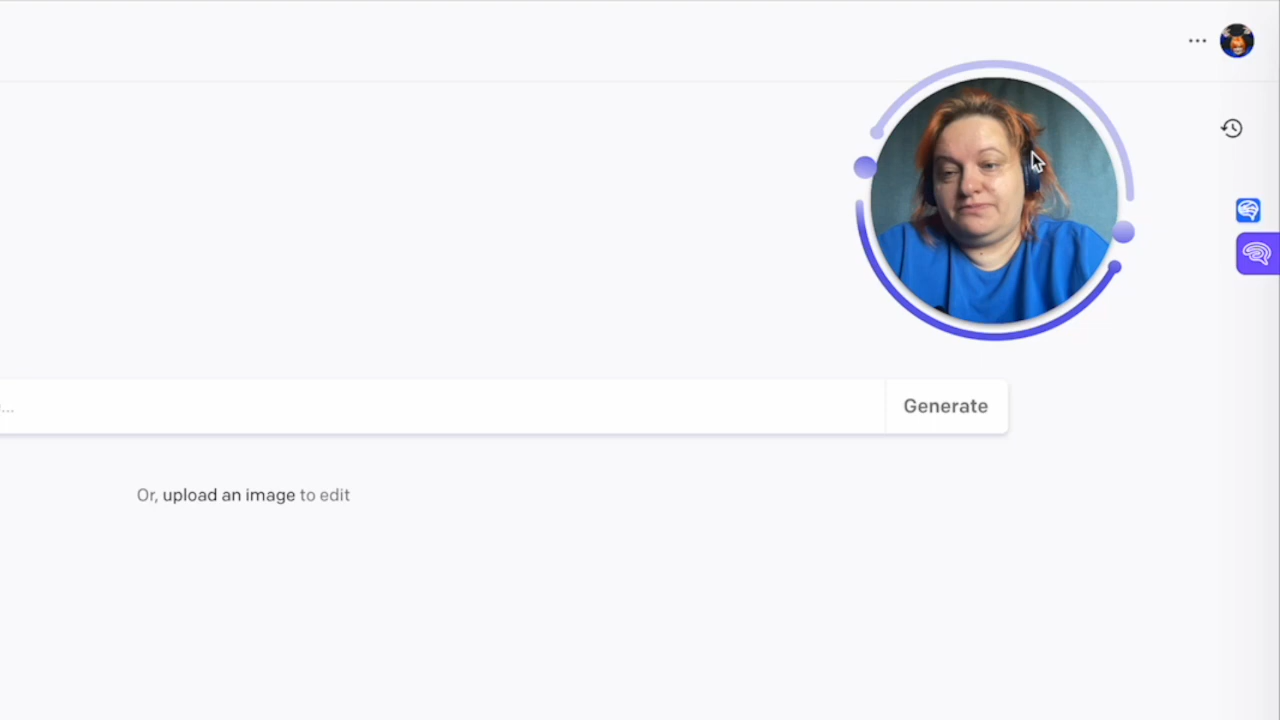 ...
Generate
Or, upload an image to edit